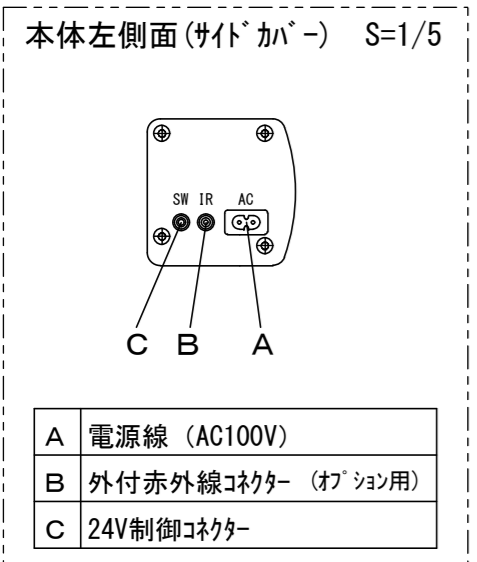 本体左側面(ｻｲﾄﾞｶﾊﾞｰ) S=1/5
SW IR AC
C B A
A 電源線 (AC100V)
B 外付赤外線ｺﾈｸﾀｰ (ｵﾌﾟｼｮﾝ用)
C 24V制御ｺﾈｸﾀｰ